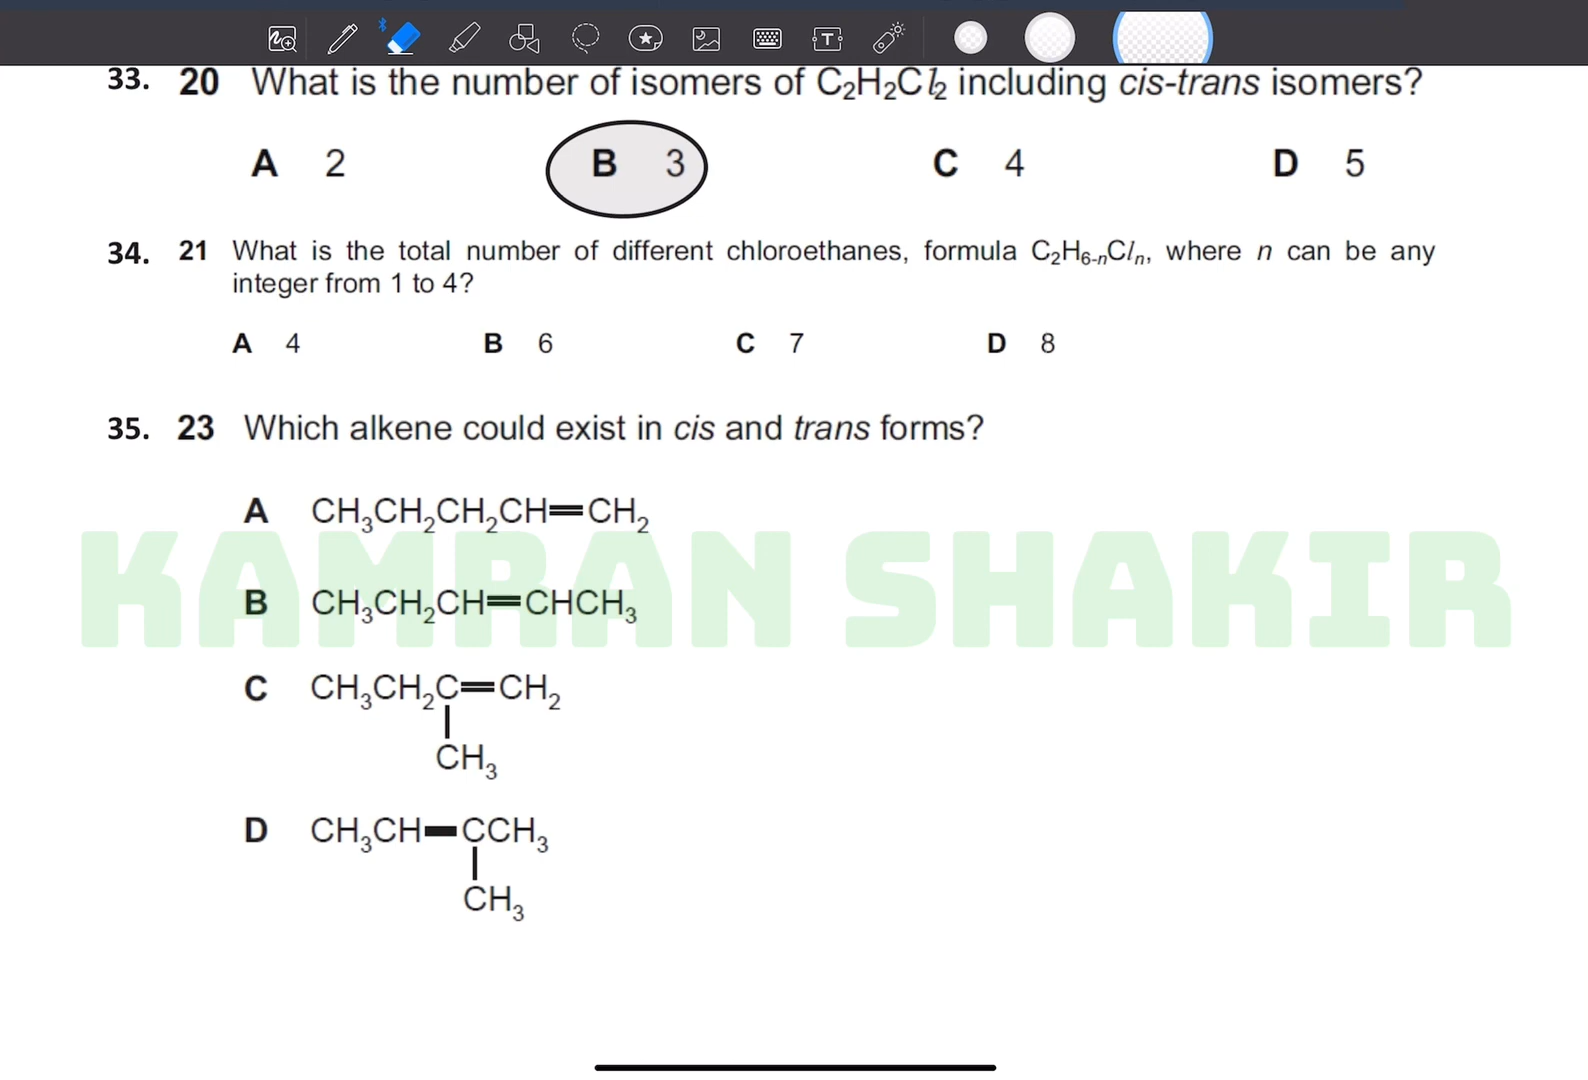 33. 20 What is the number of isomers of C₂H₂Cl₂ including cis-trans isomers?
A 2 B 3 C 4 D 5
34. 21 What is the total number of different chloroethanes, formula C₂H₆₋ₙClₙ, where n can be any
integer from 1 to 4?
A 4 B 6 C 7 D 8
35. 23 Which alkene could exist in cis and trans forms?
A CH₃CH₂CH₂CH=CH₂
KAMRAN SHAKIR
B CH₃CH₂CH=CHCH₃
C CH₃CH₂C=CH₂
CH₃
D CH₃CH=CCH₃
CH₃